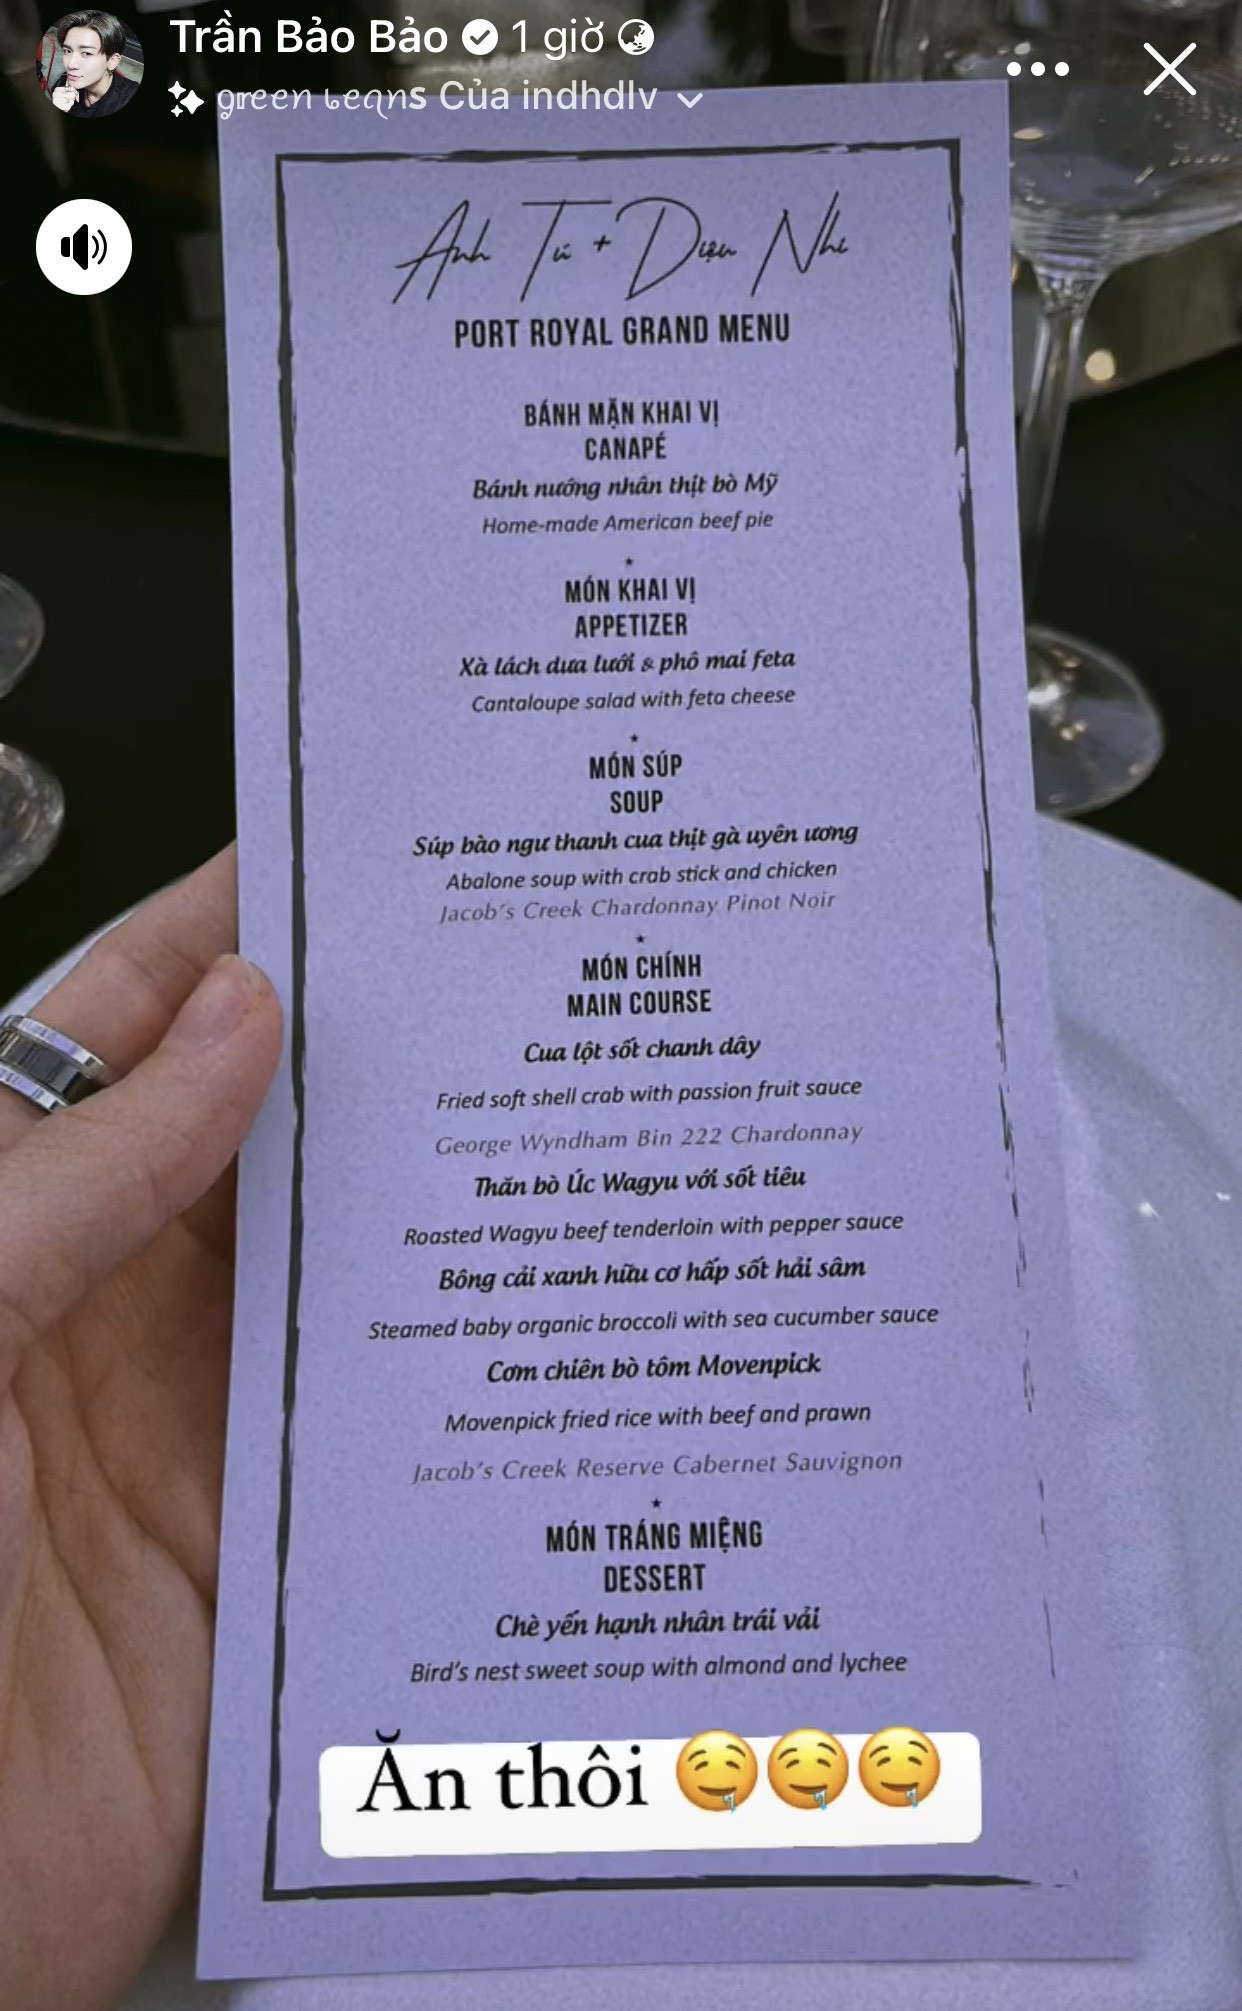 Trần Bảo Bảo 1 giờ
green jeans Của indhdlv
Anh Tú + Diệu Nhi
PORT ROYAL GRAND MENU
BÁNH MẶN KHAI VỊ
CANAPÉ
Bánh nướng nhân thịt bò Mỹ
Home-made American beef pie
MÓN KHAI VỊ
APPETIZER
Xà lách dưa lưới & phô mai feta
Cantaloupe salad with feta cheese
MÓN SÚP
SOUP
Súp bào ngư thanh cua thịt gà uyên ương
Abalone soup with crab stick and chicken
Jacob's Creek Chardonnay Pinot Noir
MÓN CHÍNH
MAIN COURSE
Cua lột sốt chanh dây
Fried soft shell crab with passion fruit sauce
George Wyndham Bin 222 Chardonnay
Thăn bò Úc Wagyu với sốt tiêu
Roasted Wagyu beef tenderloin with pepper sauce
Bông cải xanh hữu cơ hấp sốt hải sâm
Steamed baby organic broccoli with sea cucumber sauce
Cơm chiên bò tôm Movenpick
Movenpick fried rice with beef and prawn
Jacob's Creek Reserve Cabernet Sauvignon
MÓN TRÁNG MIỆNG
DESSERT
Chè yến hạnh nhân trái vải
Bird's nest sweet soup with almond and lychee
Ăn thôi 🤤🤤🤤